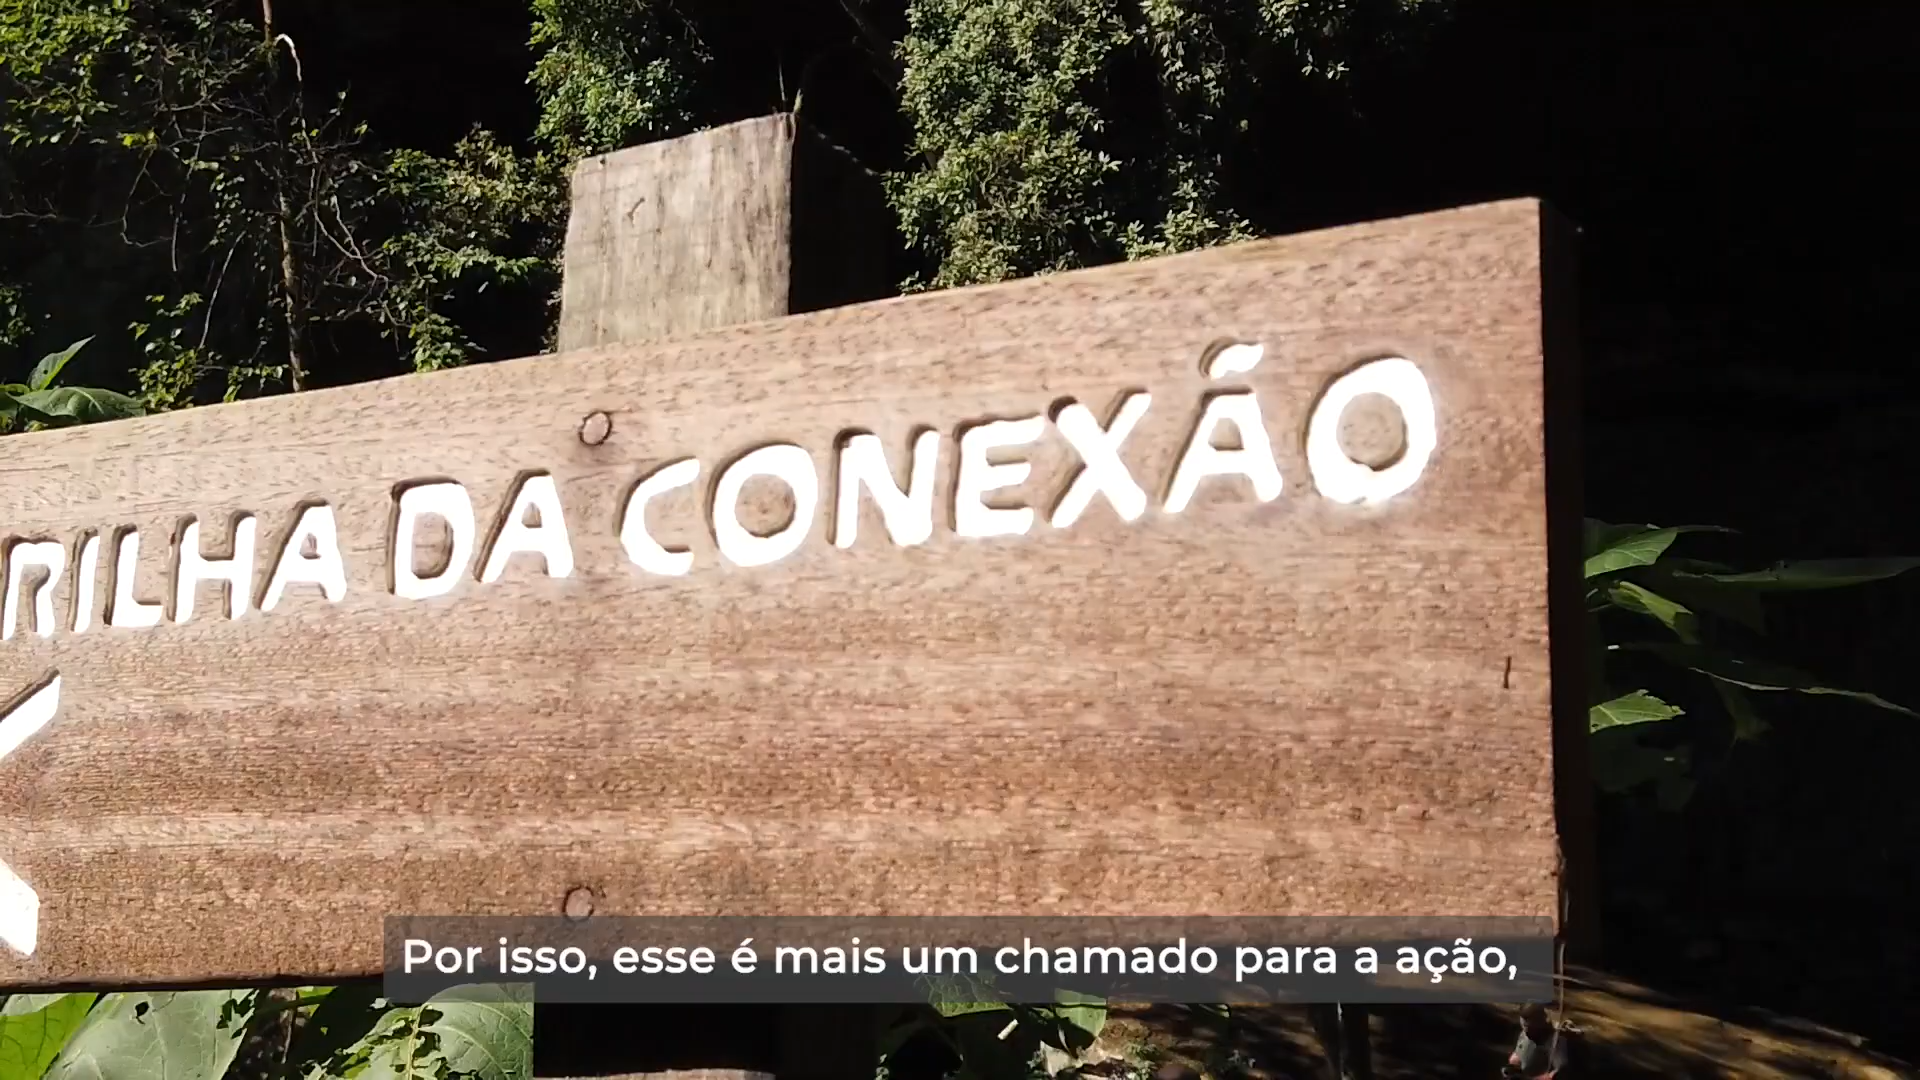 RILHA DA CONEXÃO
Por isso, esse é mais um chamado para a ação,